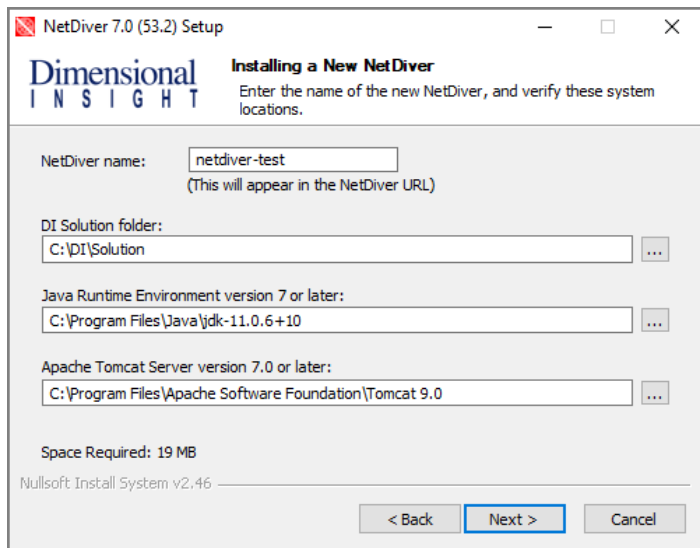 NetDiver 7.0 (53.2) Setup
Dimensional
INSIGHT
Installing a New NetDiver
Enter the name of the new NetDiver, and verify these system
locations.
NetDiver name:
netdiver-test
(This will appear in the NetDiver URL)
DI Solution folder:
C:\DI\Solution
...
Java Runtime Environment version 7 or later:
C:\Program Files\Java\jdk-11.0.6+10
...
Apache Tomcat Server version 7.0 or later:
C:\Program Files\Apache Software Foundation\Tomcat 9.0
...
Space Required: 19 MB
Nullsoft Install System v2.46
< Back
Next >
Cancel